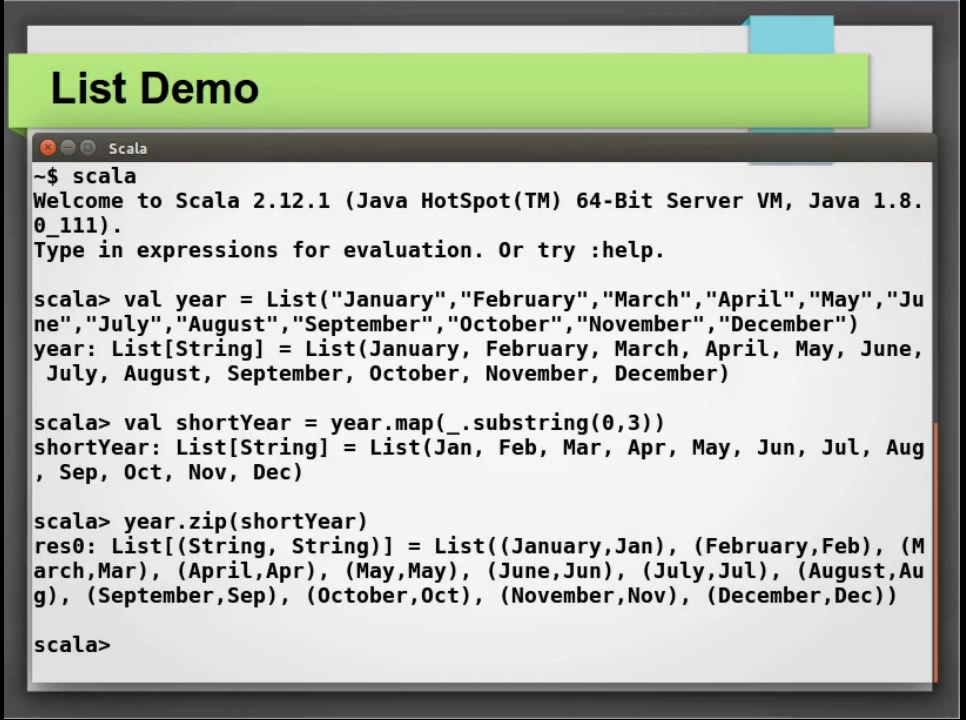 List Demo
Scala
~$ scala
Welcome to Scala 2.12.1 (Java HotSpot(TM) 64-Bit Server VM, Java 1.8.
0_111).
Type in expressions for evaluation. Or try :help.
scala> val year = List("January","February","March","April","May","Ju
ne","July","August","September","October","November","December")
year: List[String] = List(January, February, March, April, May, June,
 July, August, September, October, November, December)
scala> val shortYear = year.map(_.substring(0,3))
shortYear: List[String] = List(Jan, Feb, Mar, Apr, May, Jun, Jul, Aug
, Sep, Oct, Nov, Dec)
scala> year.zip(shortYear)
res0: List[(String, String)] = List((January,Jan), (February,Feb), (M
arch,Mar), (April,Apr), (May,May), (June,Jun), (July,Jul), (August,Au
g), (September,Sep), (October,Oct), (November,Nov), (December,Dec))
scala>